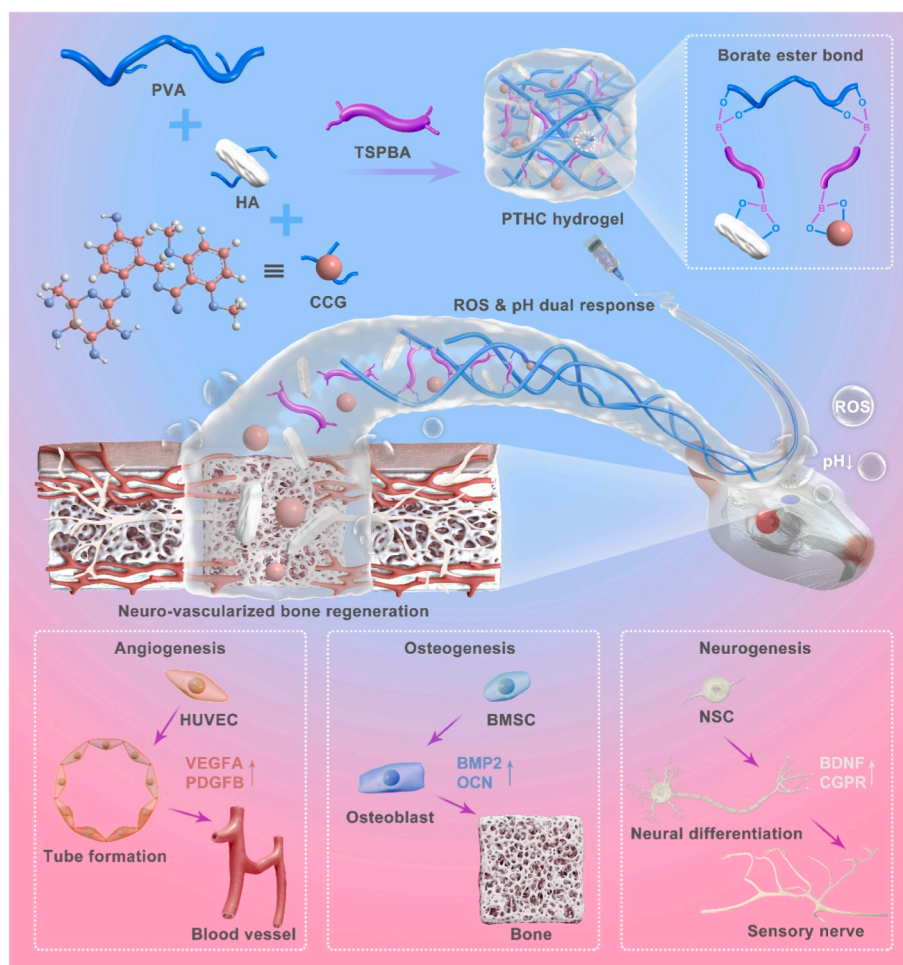 PVA
HA
≡
CCG
TSPBA
PTHC hydrogel
Borate ester bond
O
O
B
O
O
B
B
O
O
B
O
O
ROS & pH dual response
ROS
pH↓
Neuro-vascularized bone regeneration
Angiogenesis
HUVEC
VEGFA
PDGFB
↑
Tube formation
Blood vessel
Osteogenesis
BMSC
BMP2
OCN
↑
Osteoblast
Bone
Neurogenesis
NSC
BDNF
CGPR
↑
Neural differentiation
Sensory nerve